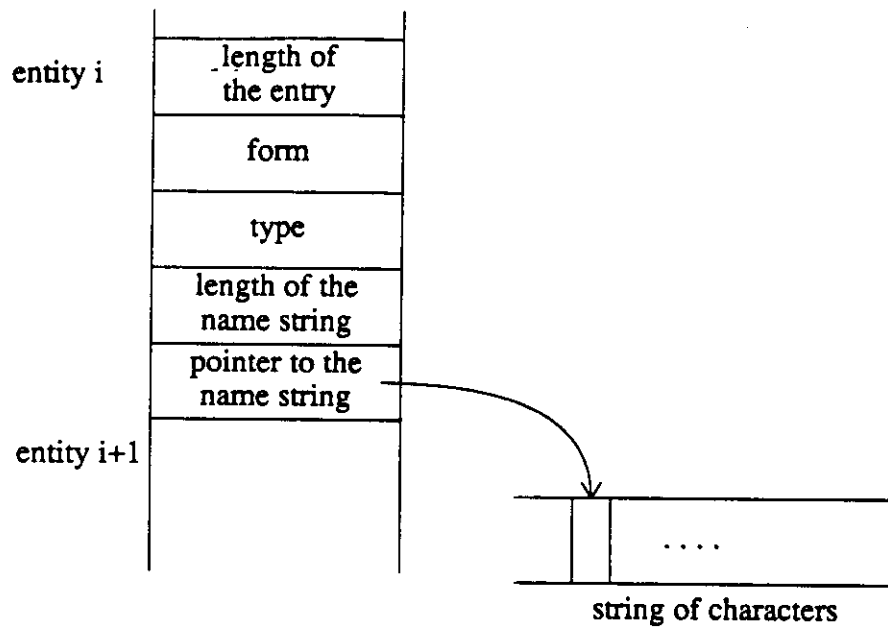 entity i
length of
the entry
form
type
length of the
name string
pointer to the
name string
entity i+1
....
string of characters